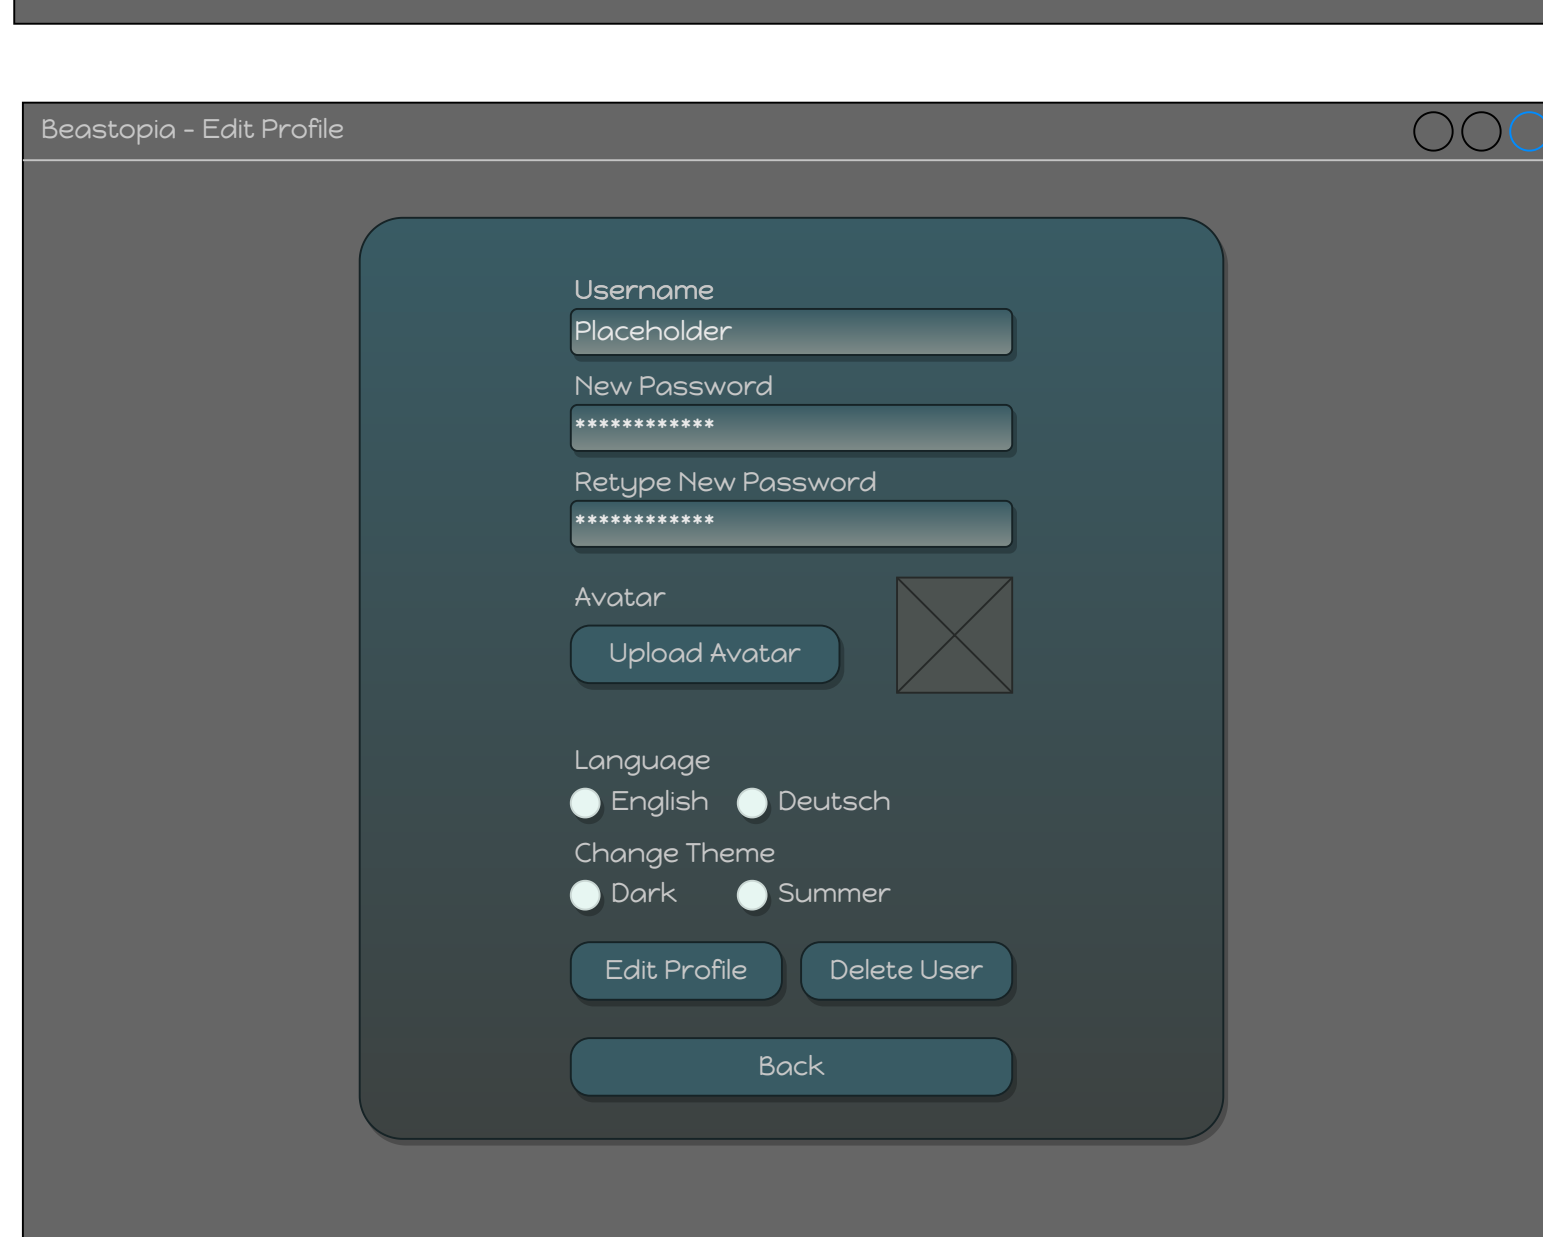 Beastopia - Edit Profile
Username
Placeholder
New Password
************
Retype New Password
************
Avatar
Upload Avatar
Language
English Deutsch
Change Theme
Dark Summer
Edit Profile Delete User
Back